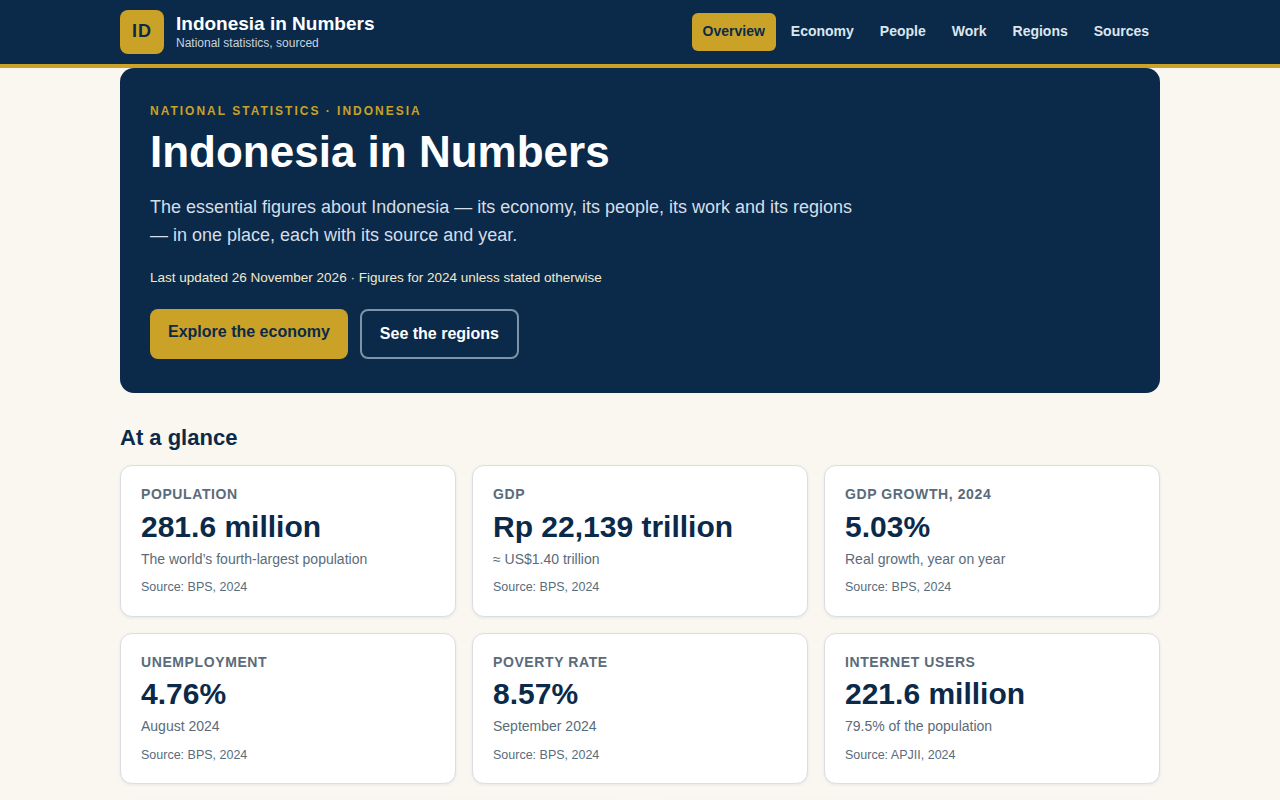 ID
Indonesia in Numbers
National statistics, sourced
Overview
Economy
People
Work
Regions
Sources
NATIONAL STATISTICS · INDONESIA
Indonesia in Numbers
The essential figures about Indonesia — its economy, its people, its work and its regions
— in one place, each with its source and year.
Last updated 26 November 2026 · Figures for 2024 unless stated otherwise
Explore the economy
See the regions
At a glance
POPULATION
281.6 million
The world’s fourth-largest population
Source: BPS, 2024
GDP
Rp 22,139 trillion
≈ US$1.40 trillion
Source: BPS, 2024
GDP GROWTH, 2024
5.03%
Real growth, year on year
Source: BPS, 2024
UNEMPLOYMENT
4.76%
August 2024
Source: BPS, 2024
POVERTY RATE
8.57%
September 2024
Source: BPS, 2024
INTERNET USERS
221.6 million
79.5% of the population
Source: APJII, 2024